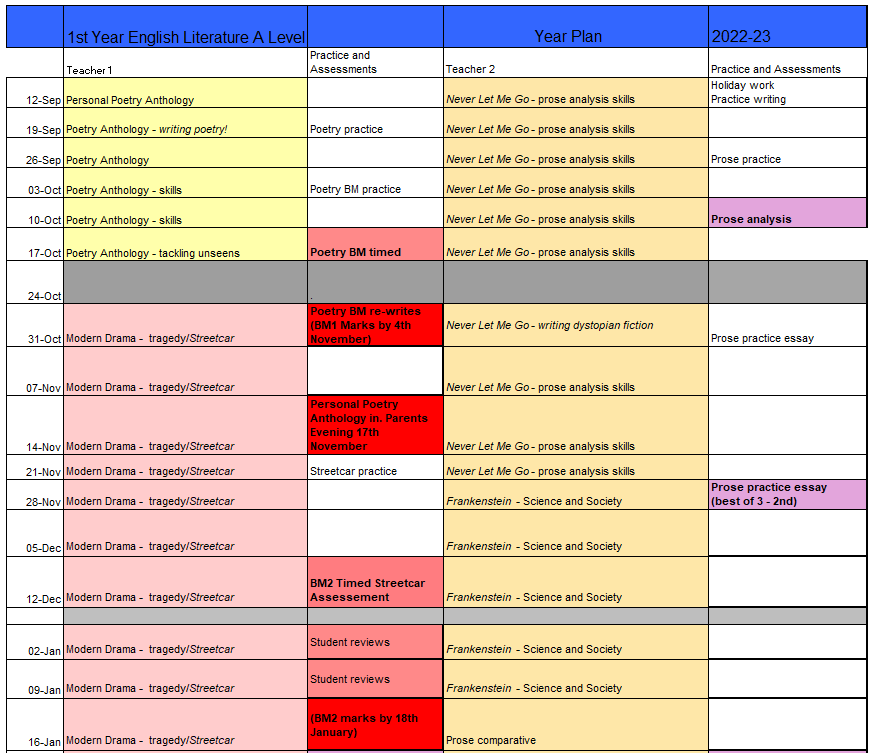 1st Year English Literature A Level Year Plan 2022-23
Teacher 1 Practice and Assessments Teacher 2 Practice and Assessments
12-Sep Personal Poetry Anthology Never Let Me Go - prose analysis skills Holiday work Practice writing
19-Sep Poetry Anthology - writing poetry! Poetry practice Never Let Me Go - prose analysis skills
26-Sep Poetry Anthology Never Let Me Go - prose analysis skills Prose practice
03-Oct Poetry Anthology - skills Poetry BM practice Never Let Me Go - prose analysis skills
10-Oct Poetry Anthology - skills Never Let Me Go - prose analysis skills Prose analysis
17-Oct Poetry Anthology - tackling unseens Poetry BM timed Never Let Me Go - prose analysis skills
24-Oct .
31-Oct Modern Drama - tragedy/Streetcar Poetry BM re-writes (BM1 Marks by 4th November) Never Let Me Go - writing dystopian fiction Prose practice essay
07-Nov Modern Drama - tragedy/Streetcar Never Let Me Go - prose analysis skills
14-Nov Modern Drama - tragedy/Streetcar Personal Poetry Anthology in. Parents Evening 17th November Never Let Me Go - prose analysis skills
21-Nov Modern Drama - tragedy/Streetcar Streetcar practice Never Let Me Go - prose analysis skills
28-Nov Modern Drama - tragedy/Streetcar Frankenstein - Science and Society Prose practice essay (best of 3 - 2nd)
05-Dec Modern Drama - tragedy/Streetcar Frankenstein - Science and Society
12-Dec Modern Drama - tragedy/Streetcar BM2 Timed Streetcar Assessement Frankenstein - Science and Society
02-Jan Modern Drama - tragedy/Streetcar Student reviews Frankenstein - Science and Society
09-Jan Modern Drama - tragedy/Streetcar Student reviews Frankenstein - Science and Society
16-Jan Modern Drama - tragedy/Streetcar (BM2 marks by 18th January) Prose comparative